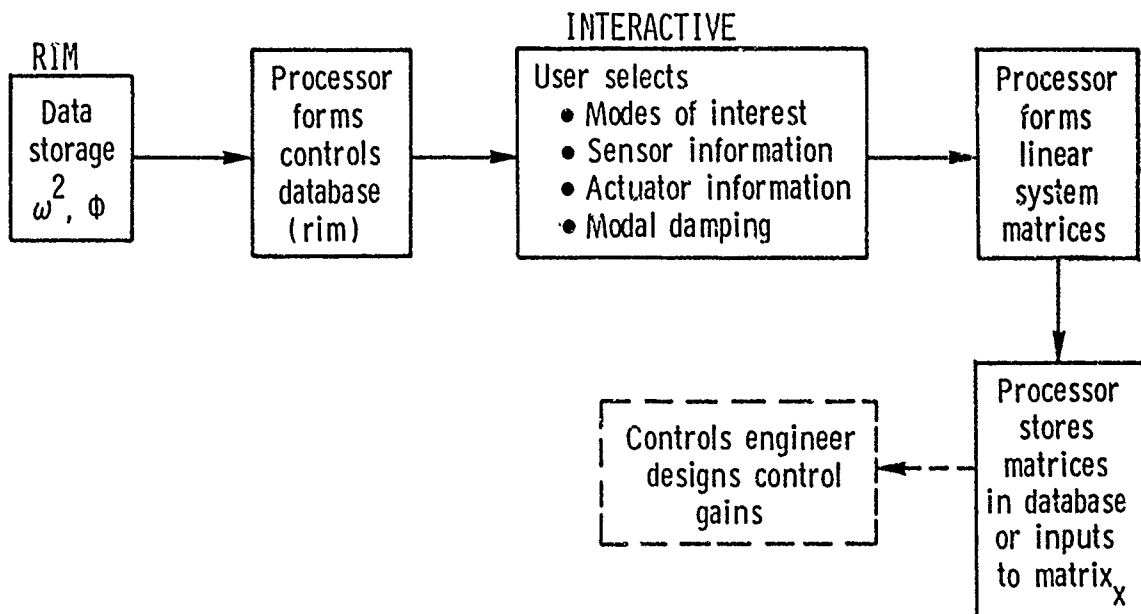 RIM
Data
storage
ω², Φ
Processor
forms
controls
database
(rim)
INTERACTIVE
User selects
• Modes of interest
• Sensor information
• Actuator information
• Modal damping
Processor
forms
linear
system
matrices
Processor
stores
matrices
in database
or inputs
to matrixₓ
Controls engineer
designs control
gains